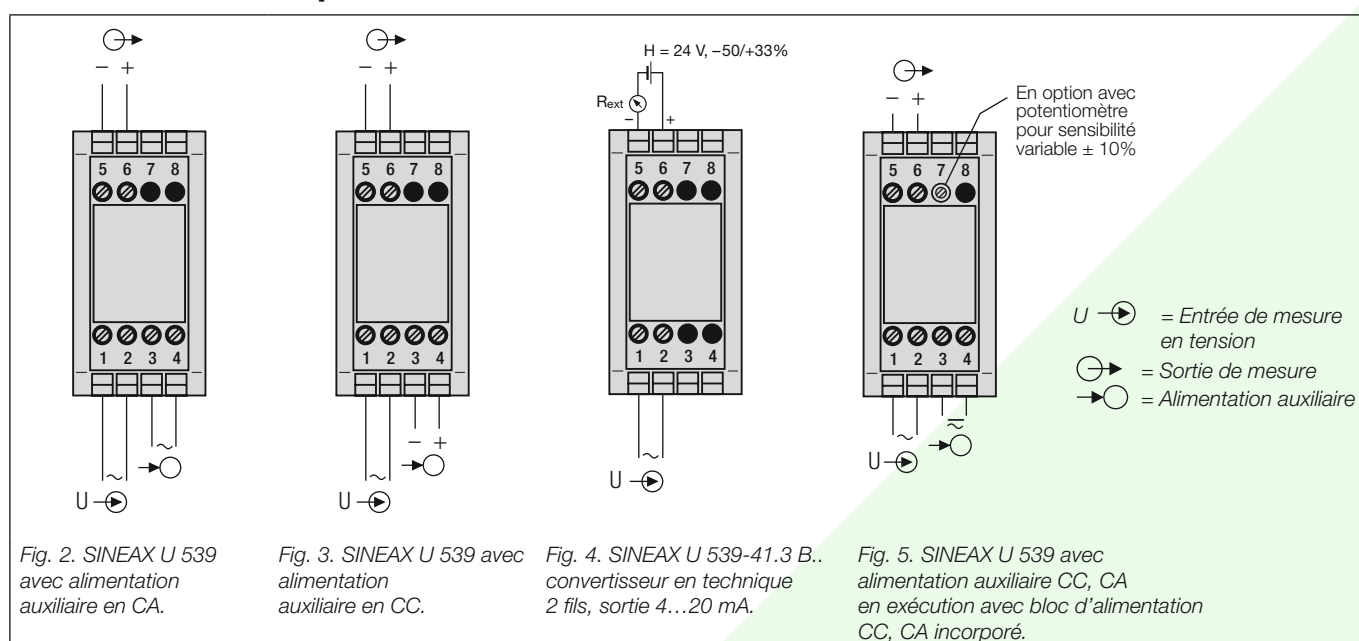 − +
5 6 7 8
1 2 3 4
~ ~
U
Fig. 2. SINEAX U 539
avec alimentation
auxiliaire en CA.
− +
5 6 7 8
1 2 3 4
− +
~
U
Fig. 3. SINEAX U 539 avec
alimentation
auxiliaire en CC.
H = 24 V, −50/+33%
Rext
− +
5 6 7 8
1 2 3 4
~
U
Fig. 4. SINEAX U 539-41.3 B..
convertisseur en technique
2 fils, sortie 4…20 mA.
− +
En option avec
potentiomètre
pour sensibilité
variable ± 10%
5 6 7 8
1 2 3 4
~
U
Fig. 5. SINEAX U 539 avec
alimentation auxiliaire CC, CA
en exécution avec bloc d’alimentation
CC, CA incorporé.
U = Entrée de mesure
en tension
= Sortie de mesure
= Alimentation auxiliaire